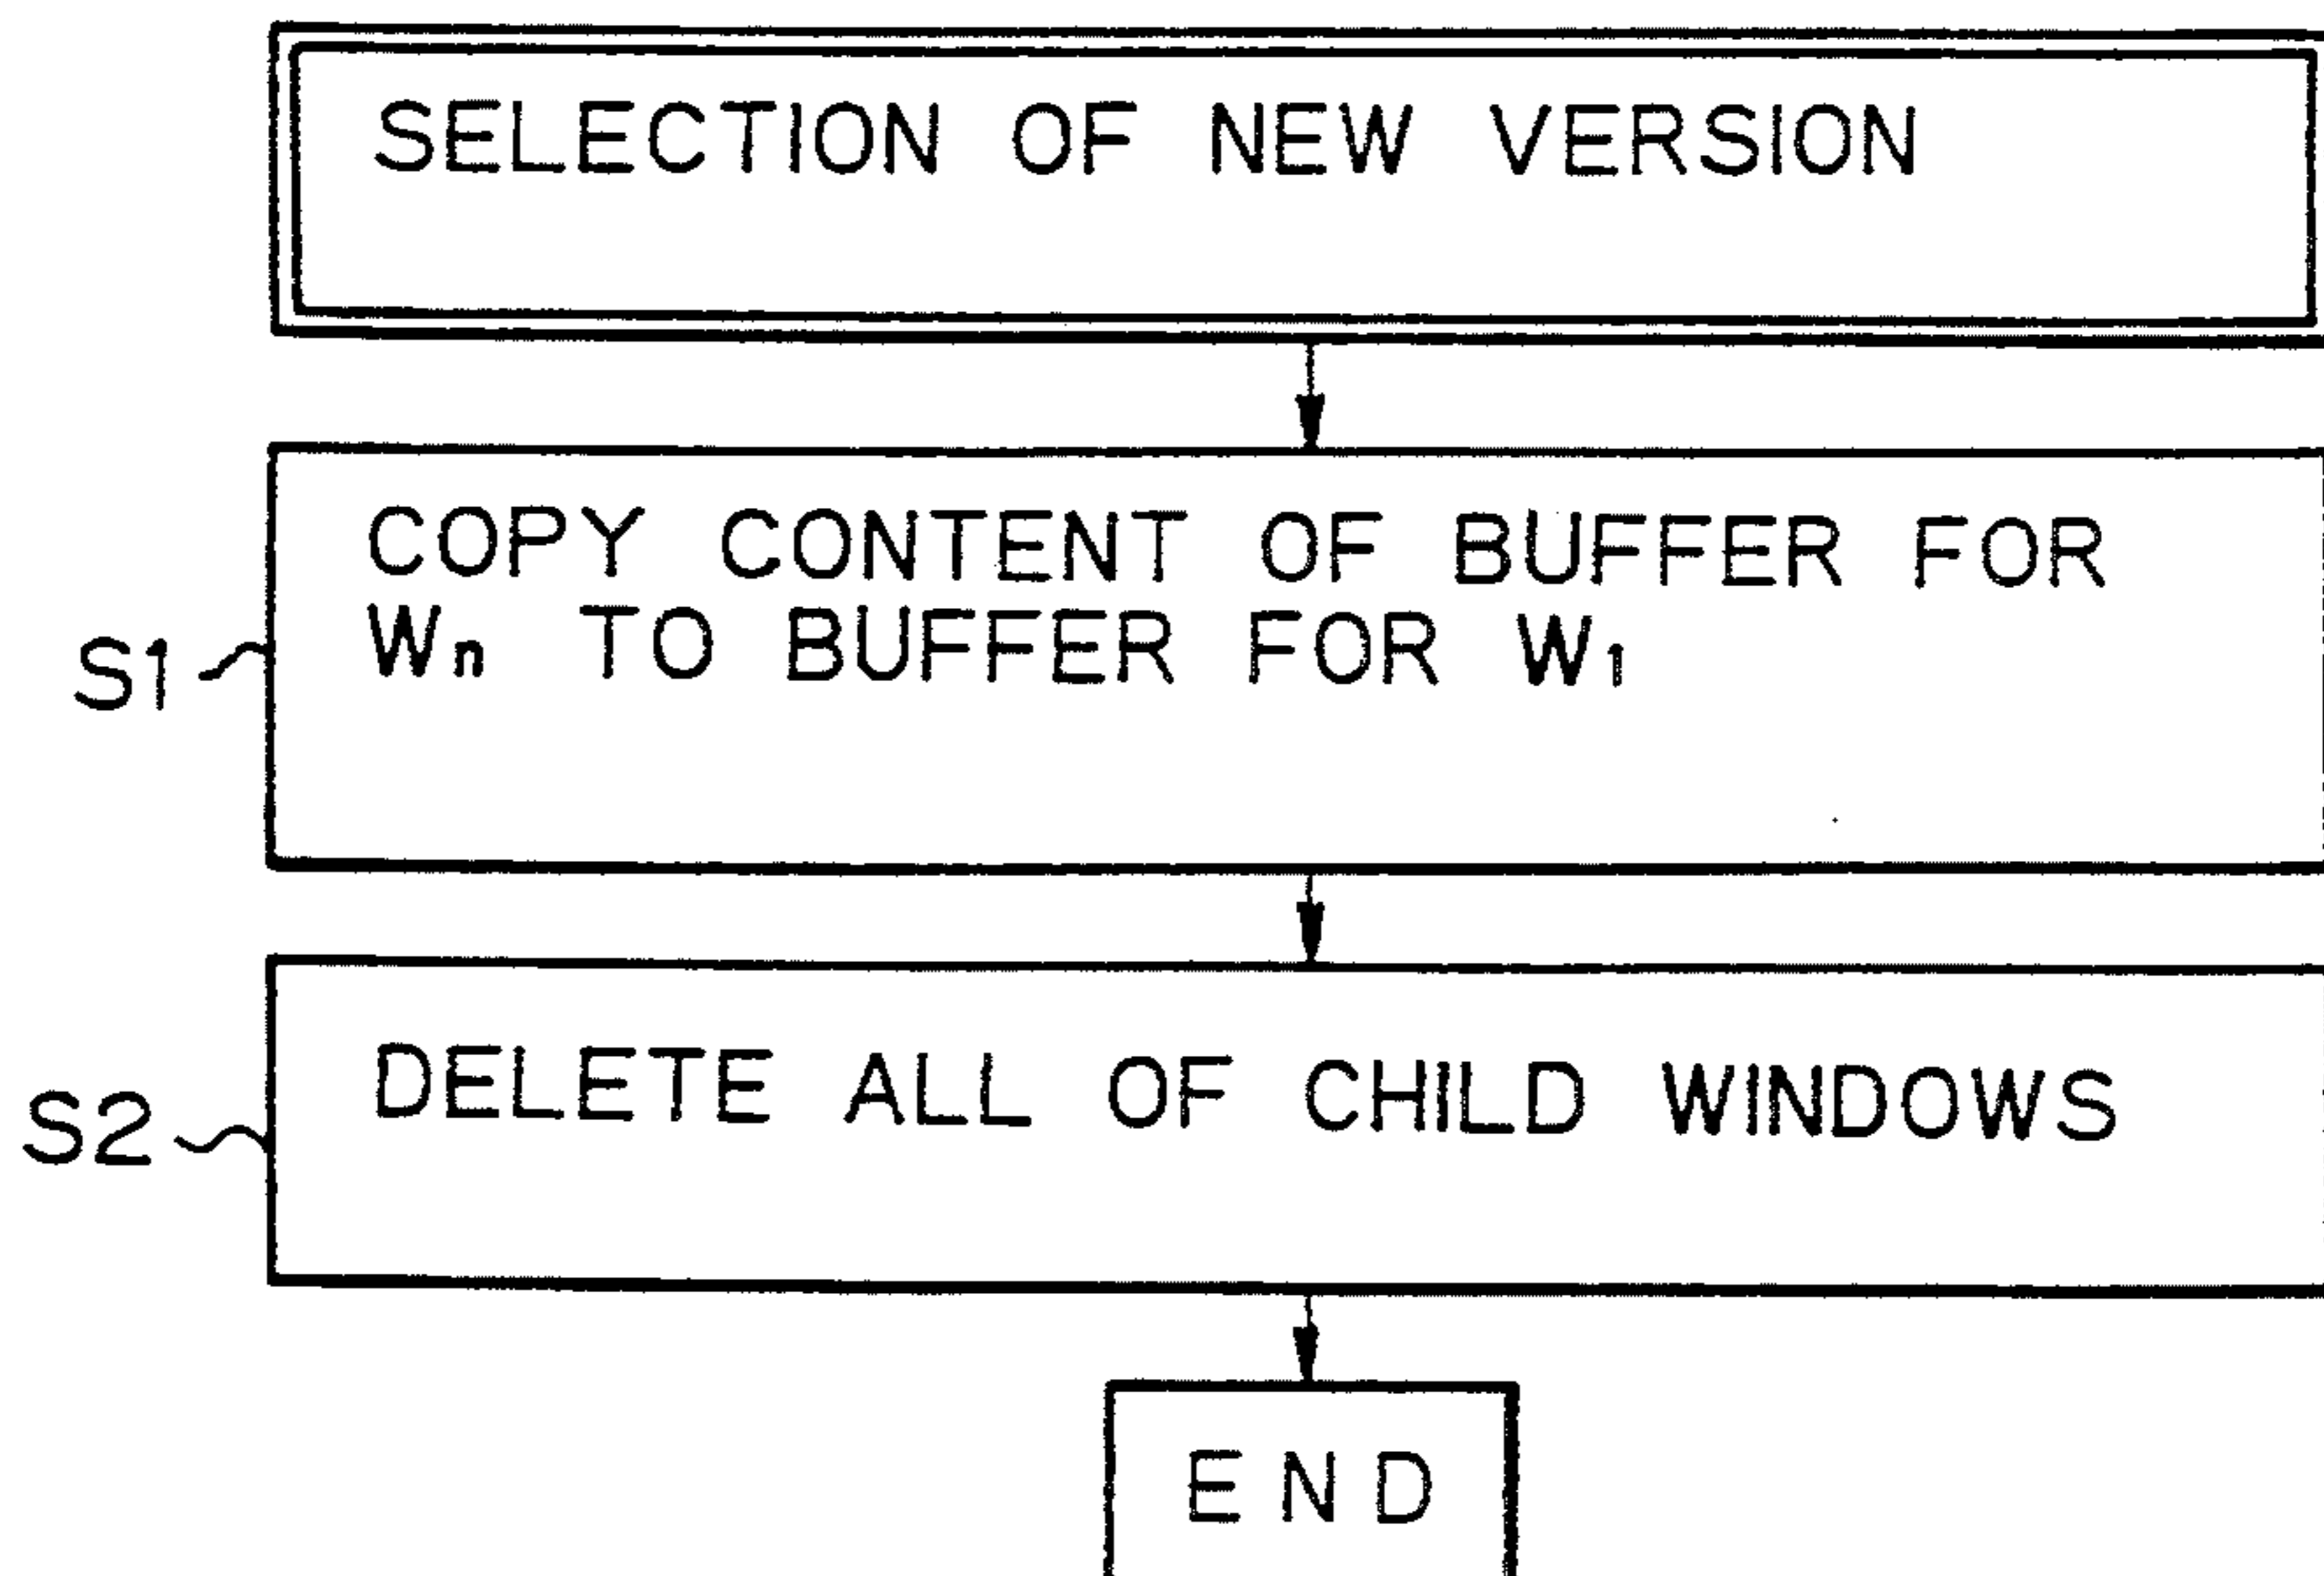 SELECTION OF NEW VERSION
COPY CONTENT OF BUFFER FOR
Wn TO BUFFER FOR W1
S1
DELETE ALL OF CHILD WINDOWS
S2
END